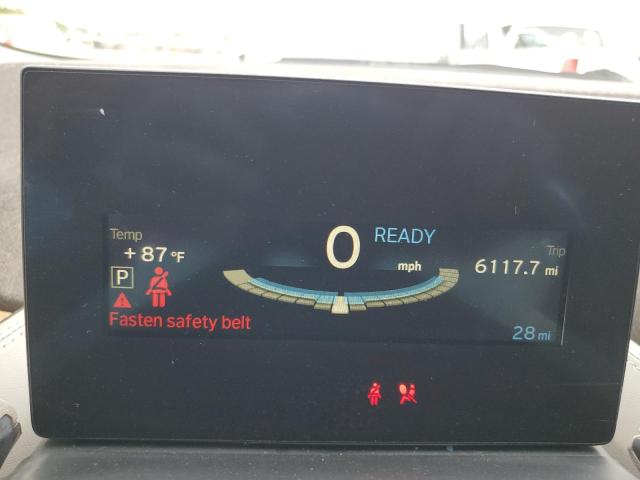 Temp
+87 °F
P
Fasten safety belt
0
mph
READY
Trip
6117.7 mi
28 mi